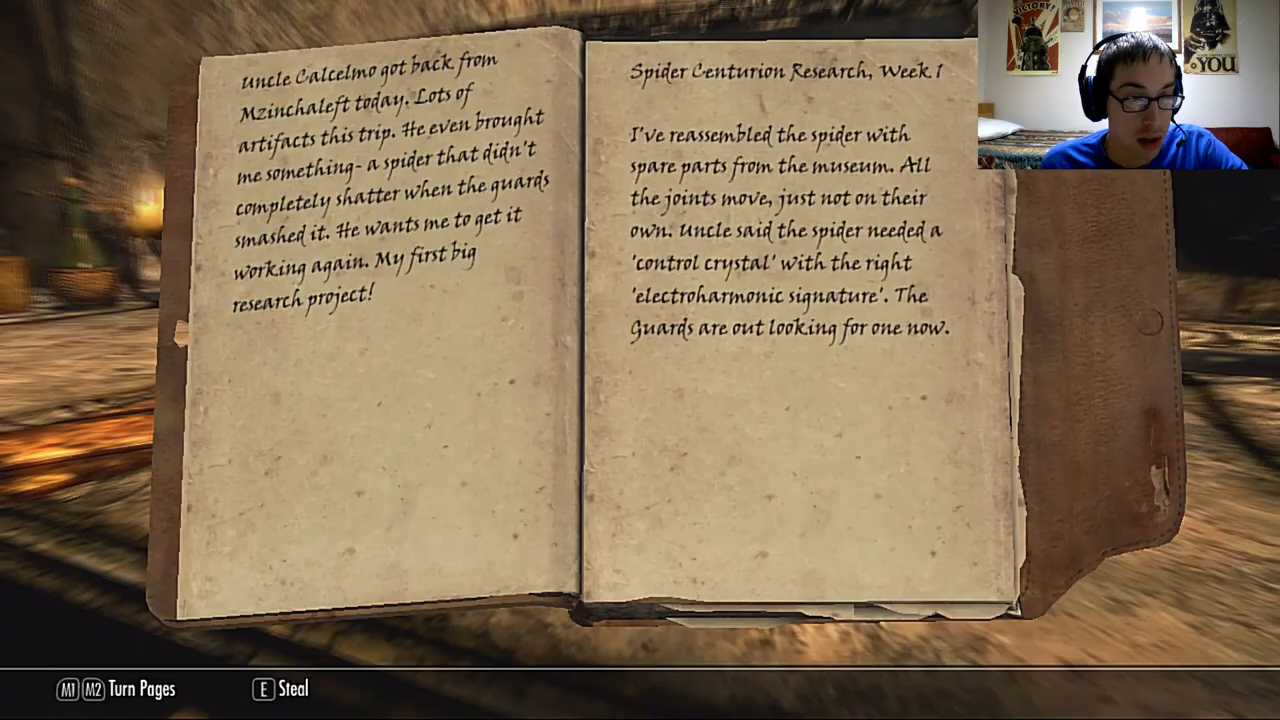 Uncle Calcelmo got back from
Mzinchaleft today. Lots of
artifacts this trip. He even brought
me something- a spider that didn't
completely shatter when the guards
smashed it. He wants me to get it
working again. My first big
research project!
Spider Centurion Research, Week 1
I've reassembled the spider with
spare parts from the museum. All
the joints move, just not on their
own. Uncle said the spider needed a
'control crystal' with the right
'electroharmonic signature'. The
Guards are out looking for one now.
VICTORY!
WANTED
YOU
M1 M2 Turn Pages
E Steal